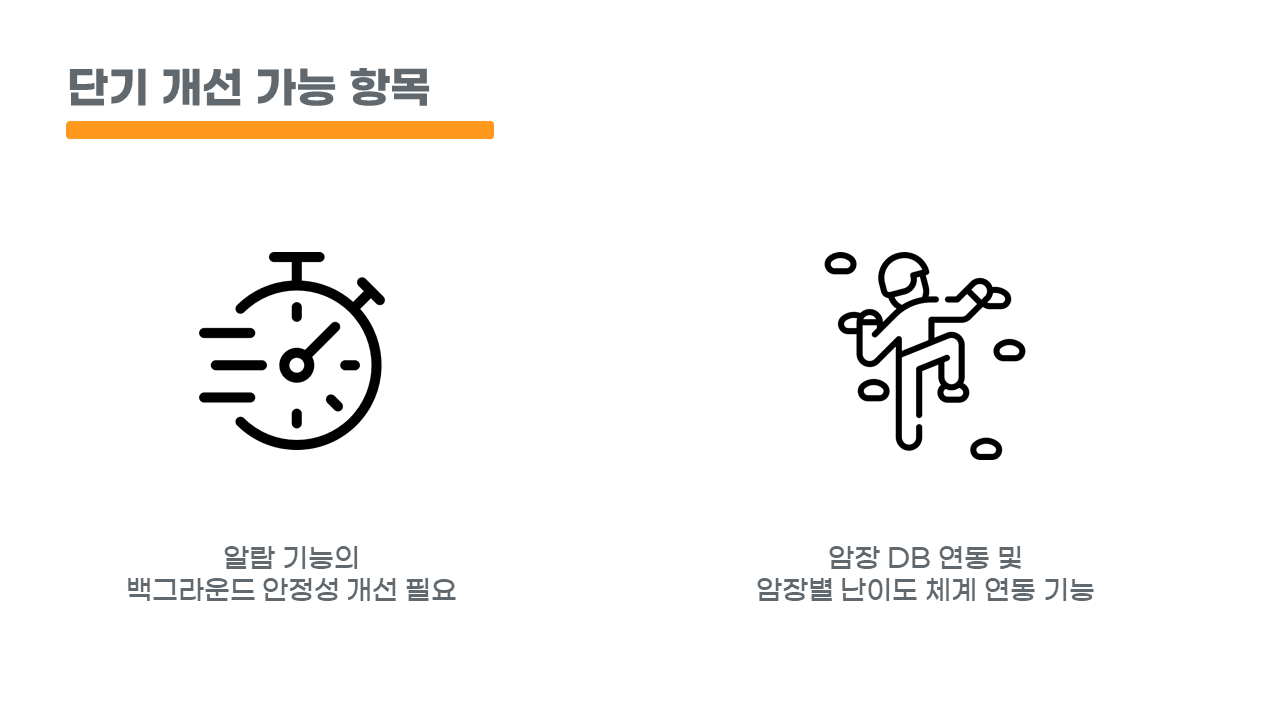 단기 개선 가능 항목
알람 기능의
백그라운드 안정성 개선 필요
암장 DB 연동 및
암장별 난이도 체계 연동 기능